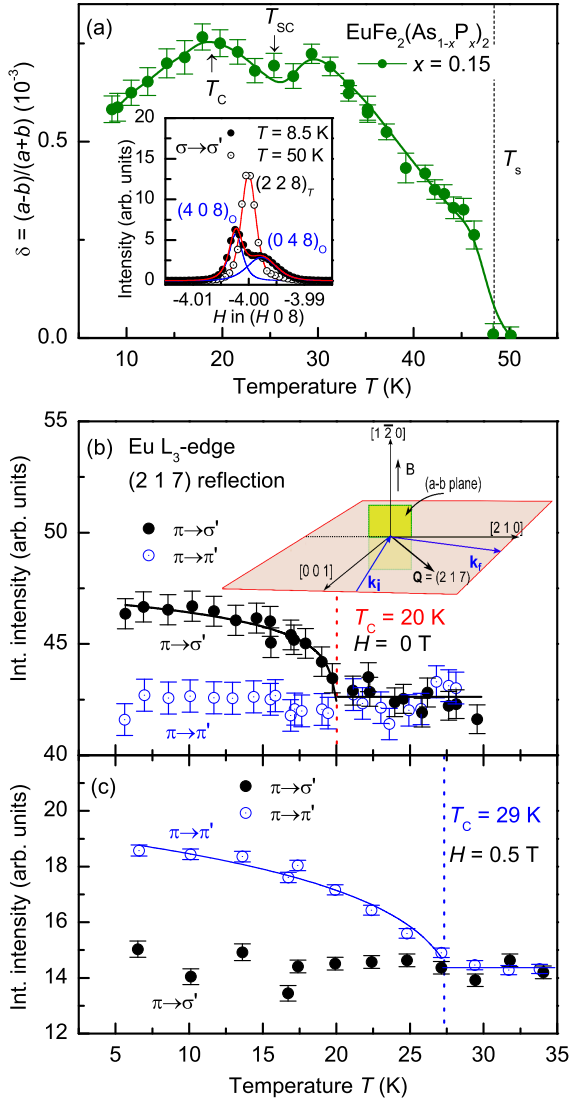 (a)
T_SC
T_C
EuFe₂(As₁₋ₓPₓ)₂
x = 0.15
T_s
δ = (a-b)/(a+b) (10⁻³)
0.5
0.0
σ→σ'
T = 8.5 K
T = 50 K
(2 2 8)_T
(4 0 8)_O
(0 4 8)_O
Intensity (arb. units)
15
10
5
0
-4.01 -4.00 -3.99
H in (H 0 8)
10 20 30 40 50
Temperature T (K)
(b)
Eu L₃-edge
(2 1 7) reflection
π→σ'
π→π'
[1 2̅ 0]
B
(a-b plane)
[2 1 0]
[0 0 1]
k_i
k_f
Q = (2 1 7)
T_C = 20 K
H = 0 T
π→σ'
π→π'
Int. intensity (arb. units)
55
50
45
40
(c)
π→σ'
π→π'
T_C = 29 K
H = 0.5 T
π→π'
π→σ'
Int. intensity (arb. units)
20
18
16
14
12
5 10 15 20 25 30 35
Temperature T (K)